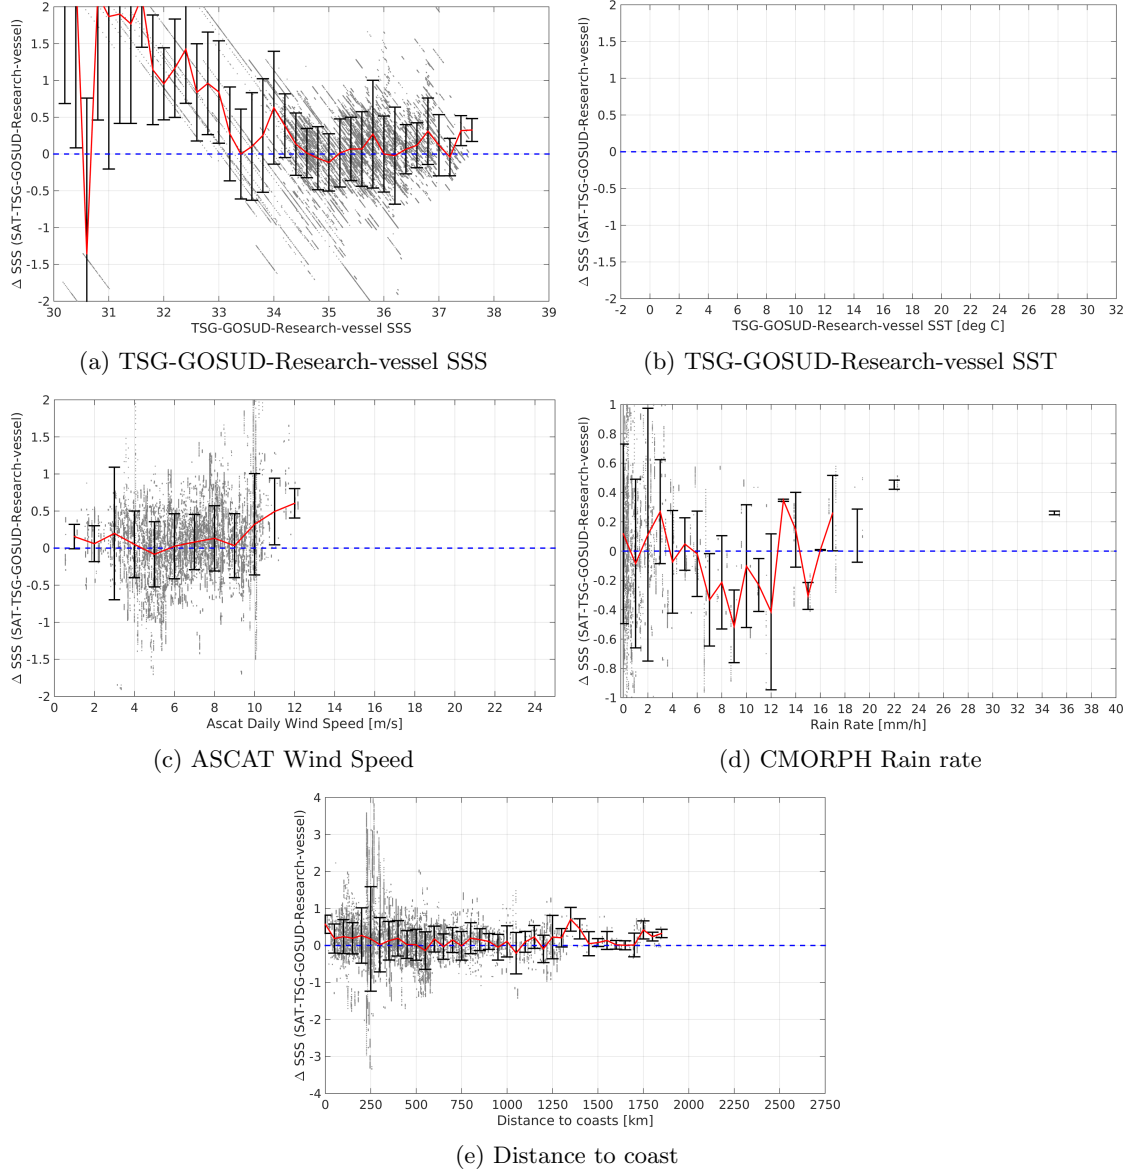 Δ SSS (SAT-TSG-GOSUD-Research-vessel)
2
1.5
1
0.5
0
-0.5
-1
-1.5
-2
30 31 32 33 34 35 36 37 38 39
TSG-GOSUD-Research-vessel SSS
(a) TSG-GOSUD-Research-vessel SSS
Δ SSS (SAT-TSG-GOSUD-Research-vessel)
2
1.5
1
0.5
0
-0.5
-1
-1.5
-2
-2 0 2 4 6 8 10 12 14 16 18 20 22 24 26 28 30 32
TSG-GOSUD-Research-vessel SST [deg C]
(b) TSG-GOSUD-Research-vessel SST
Δ SSS (SAT-TSG-GOSUD-Research-vessel)
2
1.5
1
0.5
0
-0.5
-1
-1.5
-2
0 2 4 6 8 10 12 14 16 18 20 22 24
Ascat Daily Wind Speed [m/s]
(c) ASCAT Wind Speed
Δ SSS (SAT-TSG-GOSUD-Research-vessel)
1
0.8
0.6
0.4
0.2
0
-0.2
-0.4
-0.6
-0.8
-1
0 2 4 6 8 10 12 14 16 18 20 22 24 26 28 30 32 34 36 38 40
Rain Rate [mm/h]
(d) CMORPH Rain rate
Δ SSS (SAT-TSG-GOSUD-Research-vessel)
4
3
2
1
0
-1
-2
-3
-4
0 250 500 750 1000 1250 1500 1750 2000 2250 2500 2750
Distance to coasts [km]
(e) Distance to coast